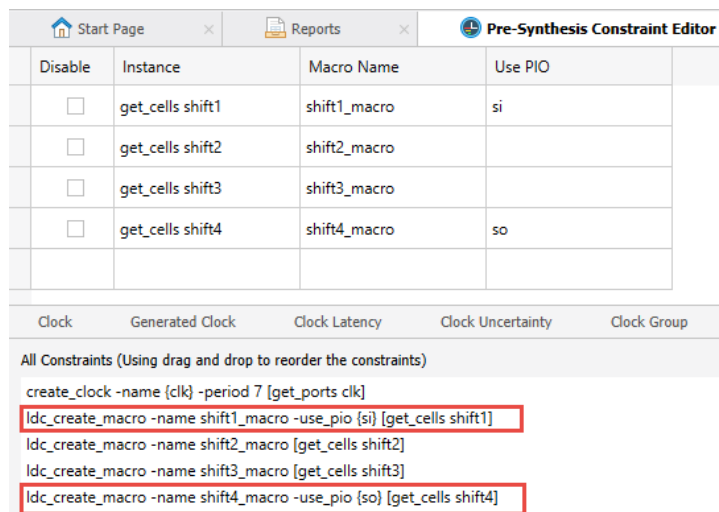 Start Page × Reports × Pre-Synthesis Constraint Editor
Disable Instance Macro Name Use PIO
get_cells shift1 shift1_macro si
get_cells shift2 shift2_macro
get_cells shift3 shift3_macro
get_cells shift4 shift4_macro so
Clock Generated Clock Clock Latency Clock Uncertainty Clock Group
All Constraints (Using drag and drop to reorder the constraints)
create_clock -name {clk} -period 7 [get_ports clk]
ldc_create_macro -name shift1_macro -use_pio {si} [get_cells shift1]
ldc_create_macro -name shift2_macro [get_cells shift2]
ldc_create_macro -name shift3_macro [get_cells shift3]
ldc_create_macro -name shift4_macro -use_pio {so} [get_cells shift4]